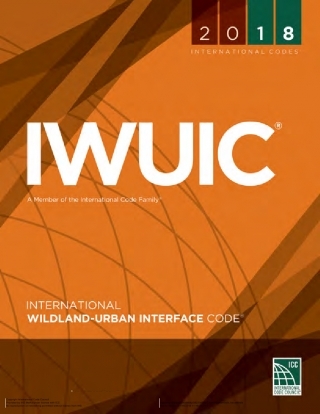 2018
INTERNATIONAL CODES
IWUIC®
A Member of the International Code Family®
INTERNATIONAL
WILDLAND-URBAN INTERFACE CODE®
ICC
INTERNATIONAL
CODE COUNCIL®